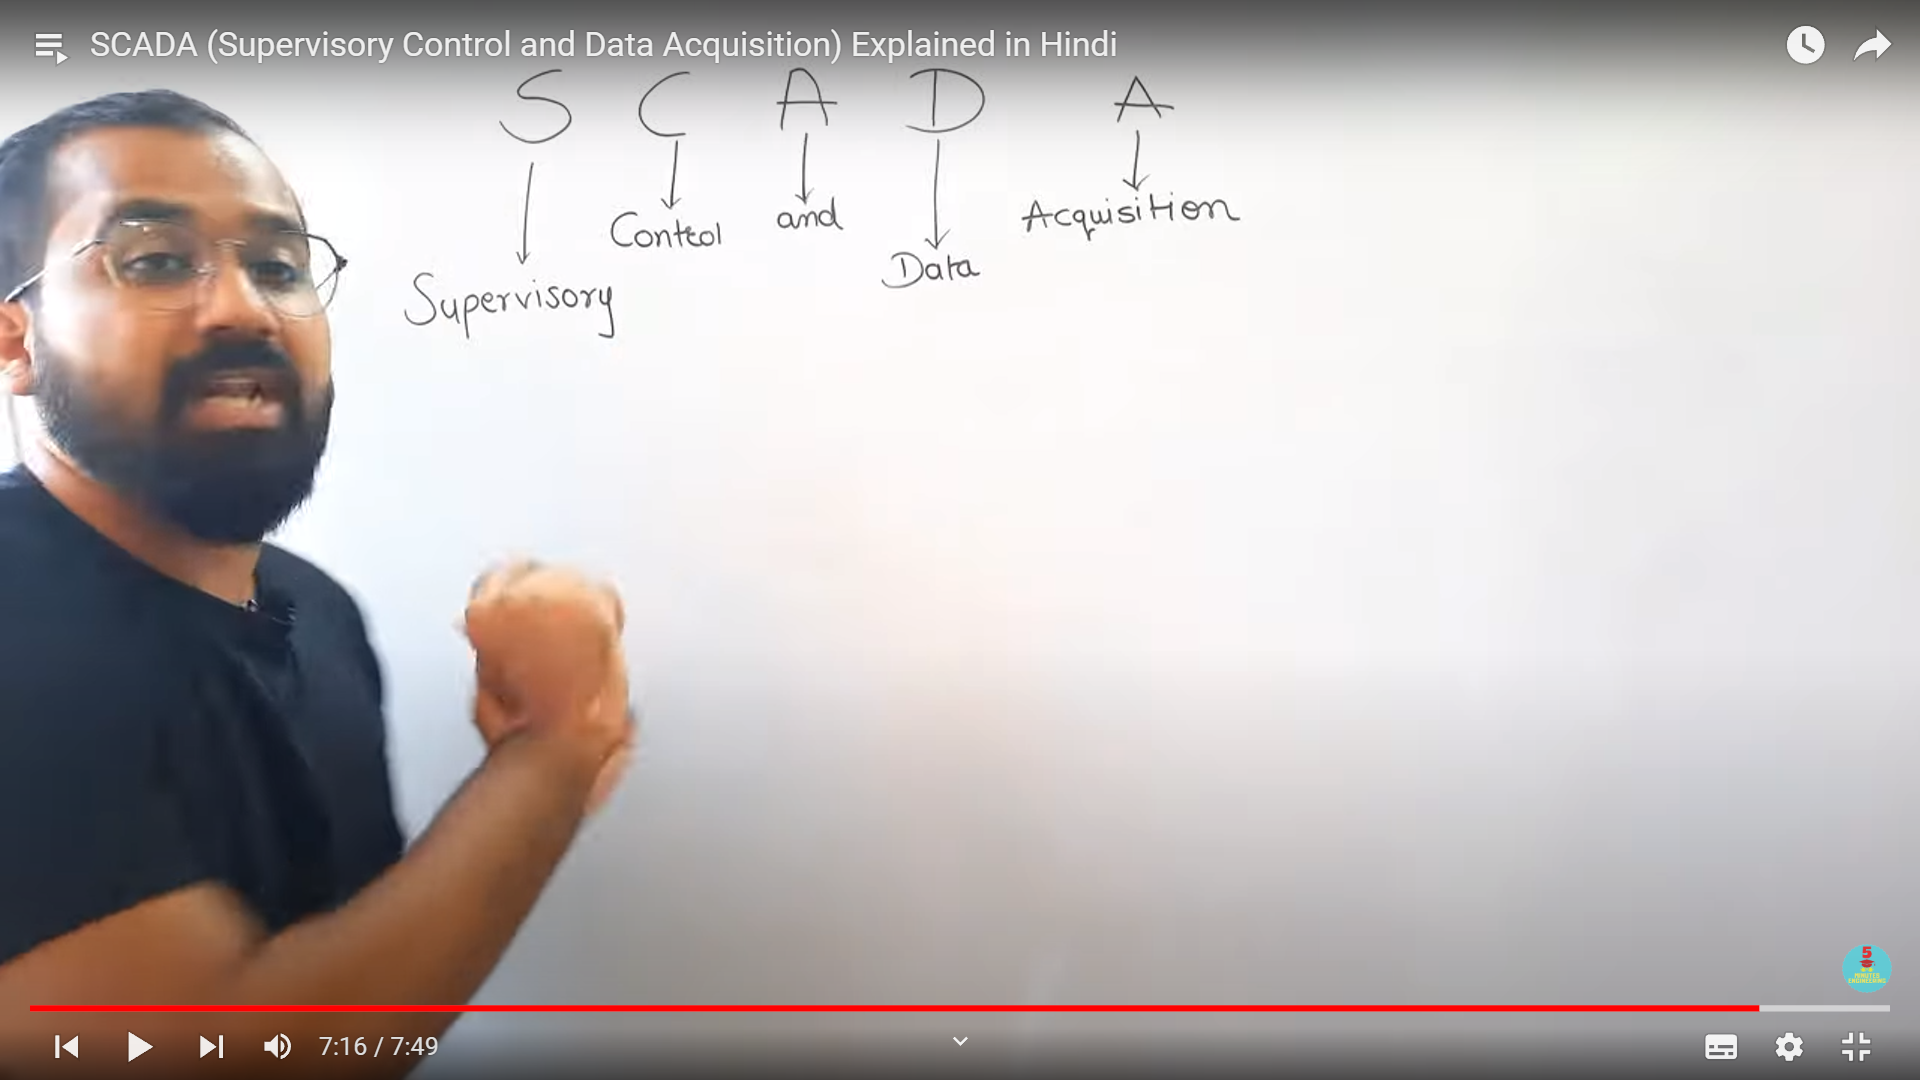 SCADA (Supervisory Control and Data Acquisition) Explained in Hindi
S C A D A
Control and Acquisition
Data
Supervisory
5
MINUTES
ENGINEERING
7:16 / 7:49